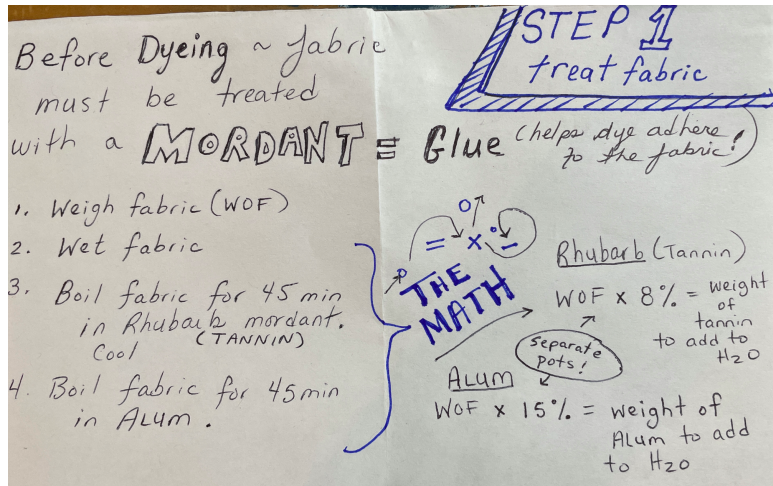 Before Dyeing ~ fabric
must be treated
with a MORDANT = Glue (helps dye adhere
to the fabric!)
STEP 1
treat fabric
1. Weigh fabric (WOF)
2. Wet fabric
3. Boil fabric for 45 min
in Rhubarb mordant.
Cool (TANNIN)
4. Boil fabric for 45 min
in ALUM.
= x ÷ -
THE
MATH
Rhubarb (Tannin)
WOF x 8% = weight
of
tannin
to add to
H2O
separate
pots!
ALUM
WOF x 15% = weight of
Alum to add
to H2O